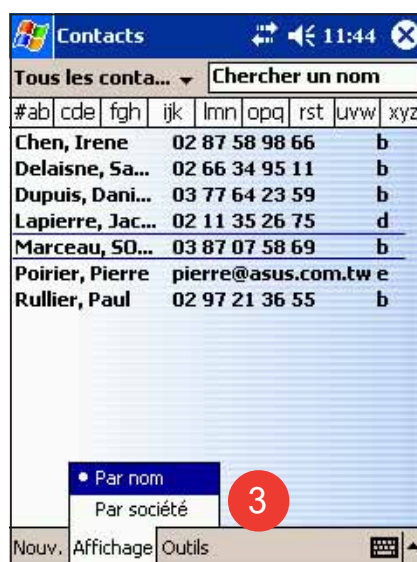 Contacts 11:44
Tous les conta... Chercher un nom
#ab cde fgh ijk lmn opq rst uvw xyz
Chen, Irene 02 87 58 98 66 b
Delaisne, Sa... 02 66 34 95 11 b
Dupuis, Dani... 03 77 64 23 59 b
Lapierre, Jac... 02 11 35 26 75 d
Marceau, SO... 03 87 07 58 69 b
Poirier, Pierre pierre@asus.com.tw e
Rullier, Paul 02 97 21 36 55 b
• Par nom
Par société
3
Nouv. Affichage Outils